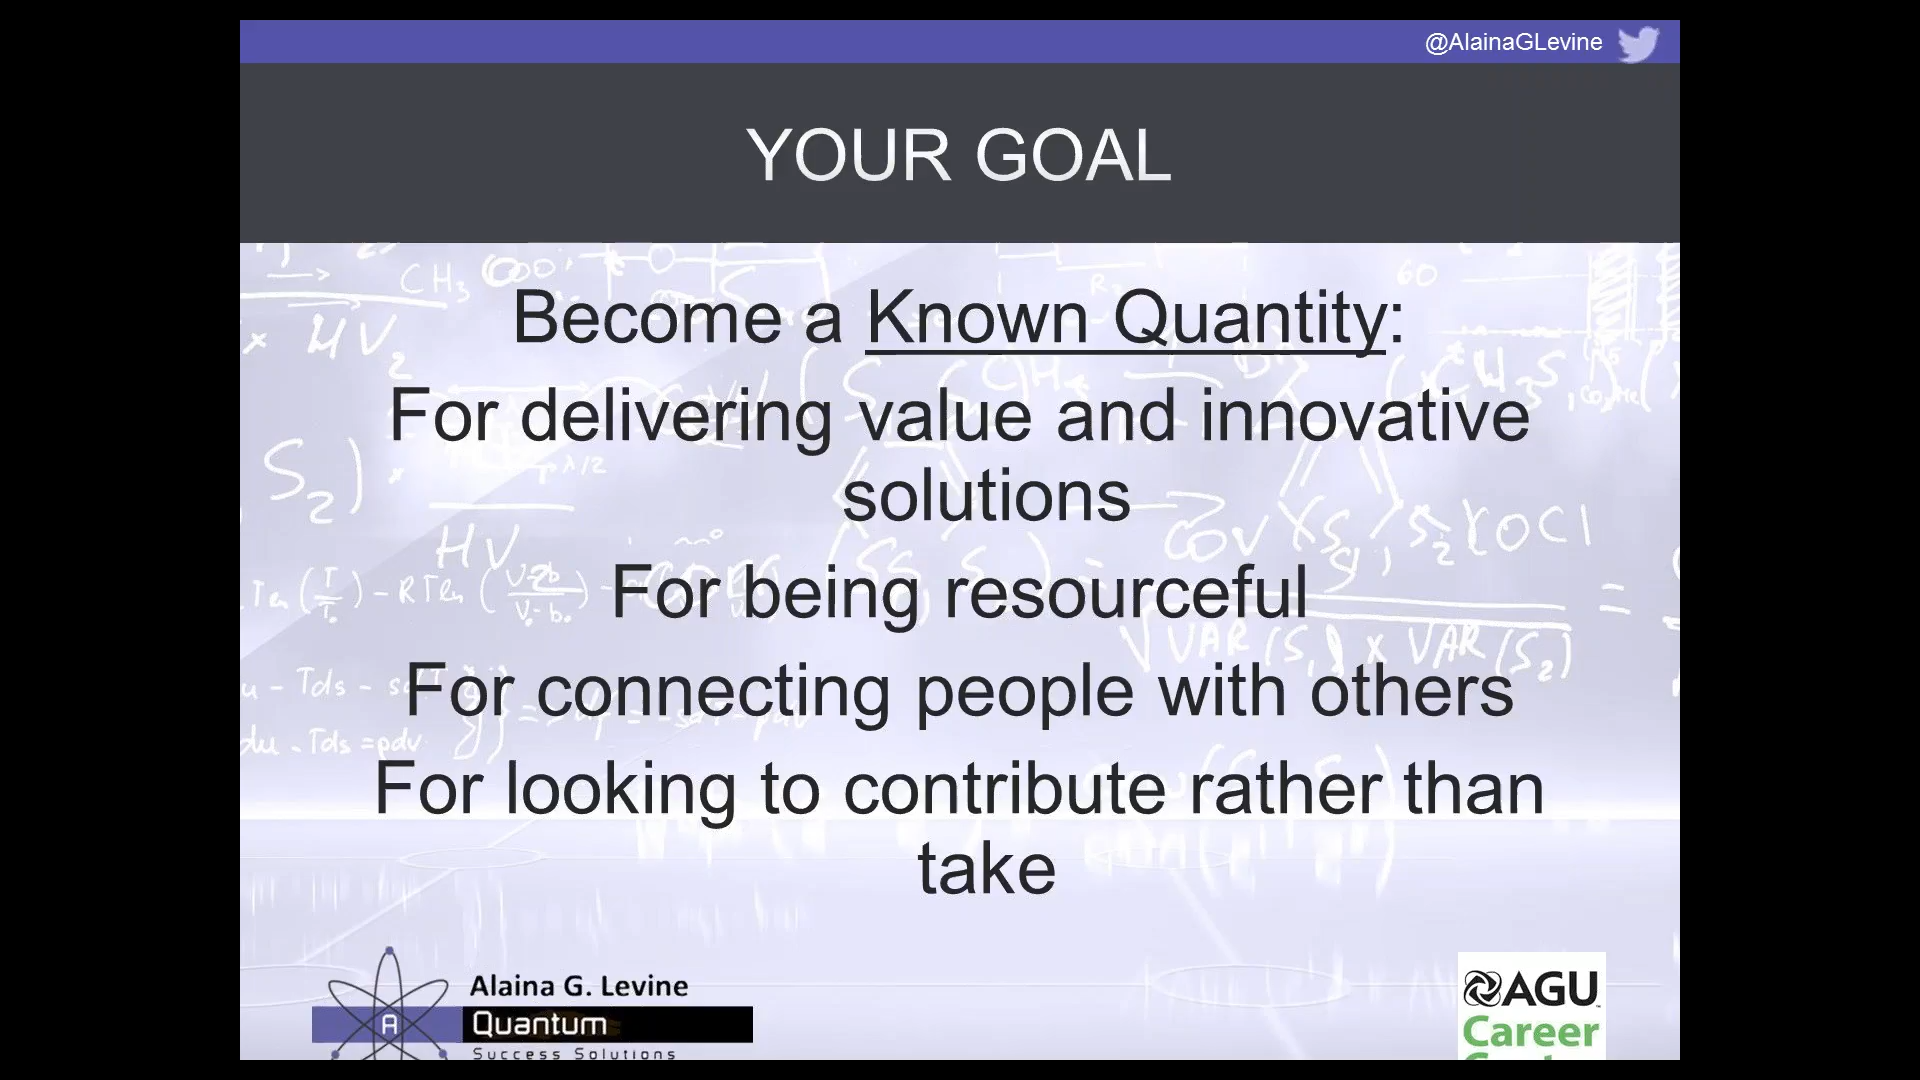 @AlainaGLevine
YOUR GOAL
Become a Known Quantity:
For delivering value and innovative
solutions
For being resourceful
For connecting people with others
For looking to contribute rather than
take
Alaina G. Levine
A
Quantum
Success Solutions
AGU
Career